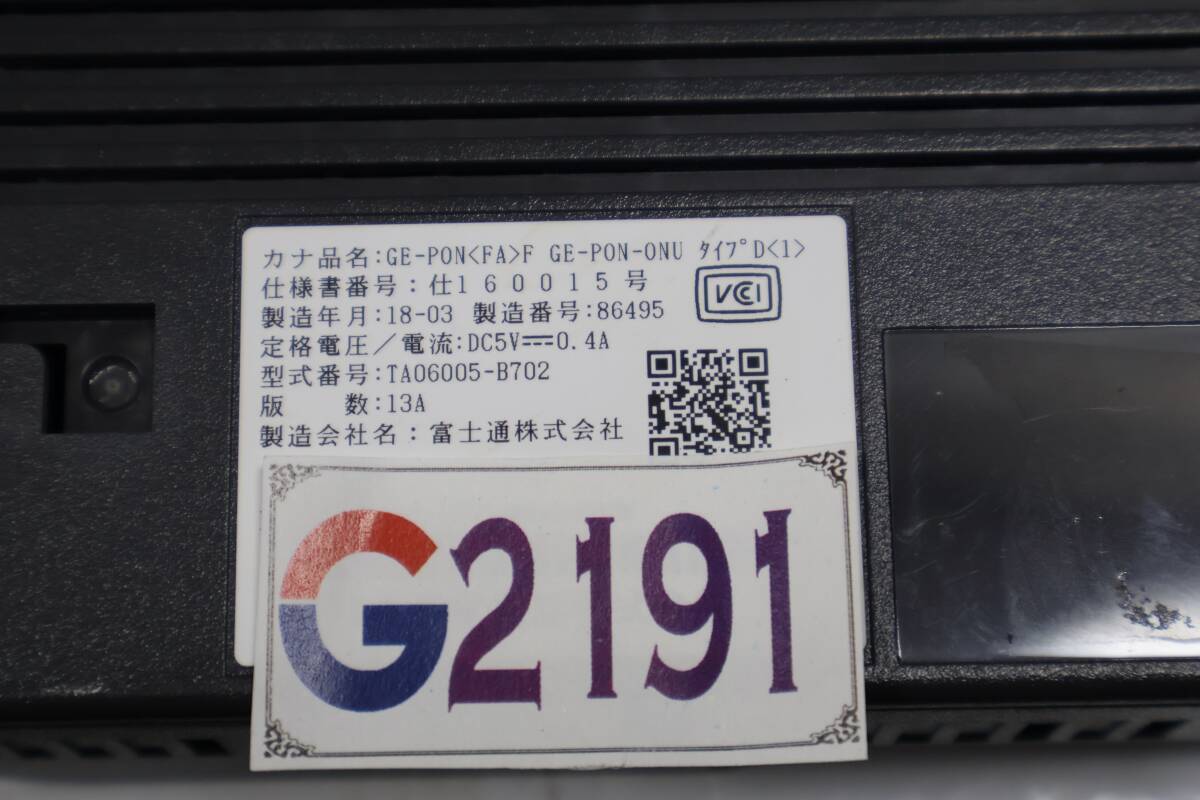 カナ品名:GE-PON<FA>F GE-PON-ONU ﾀｲﾌﾟD<1>
仕様書番号:仕160015号
VCI
製造年月:18-03 製造番号:86495
定格電圧/電流:DC5V⎓0.4A
型式番号:TA06005-B702
版　　数:13A
製造会社名:富士通株式会社
G2191